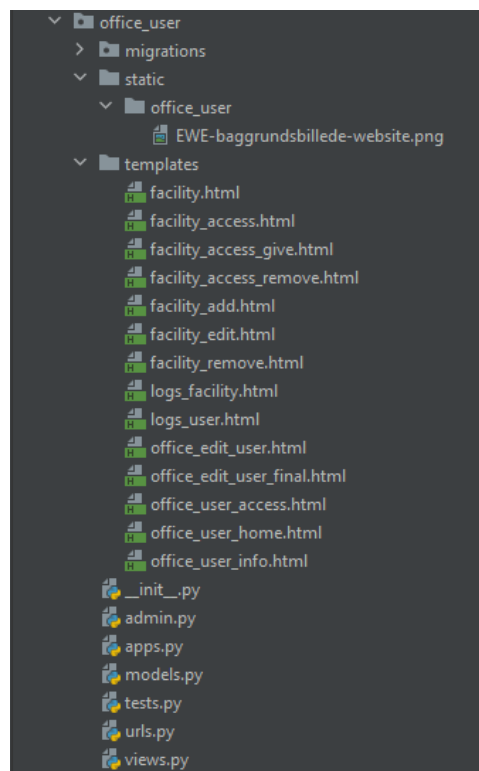 office_user
migrations
static
office_user
EWE-baggrundsbillede-website.png
templates
facility.html
facility_access.html
facility_access_give.html
facility_access_remove.html
facility_add.html
facility_edit.html
facility_remove.html
logs_facility.html
logs_user.html
office_edit_user.html
office_edit_user_final.html
office_user_access.html
office_user_home.html
office_user_info.html
__init__.py
admin.py
apps.py
models.py
tests.py
urls.py
views.py